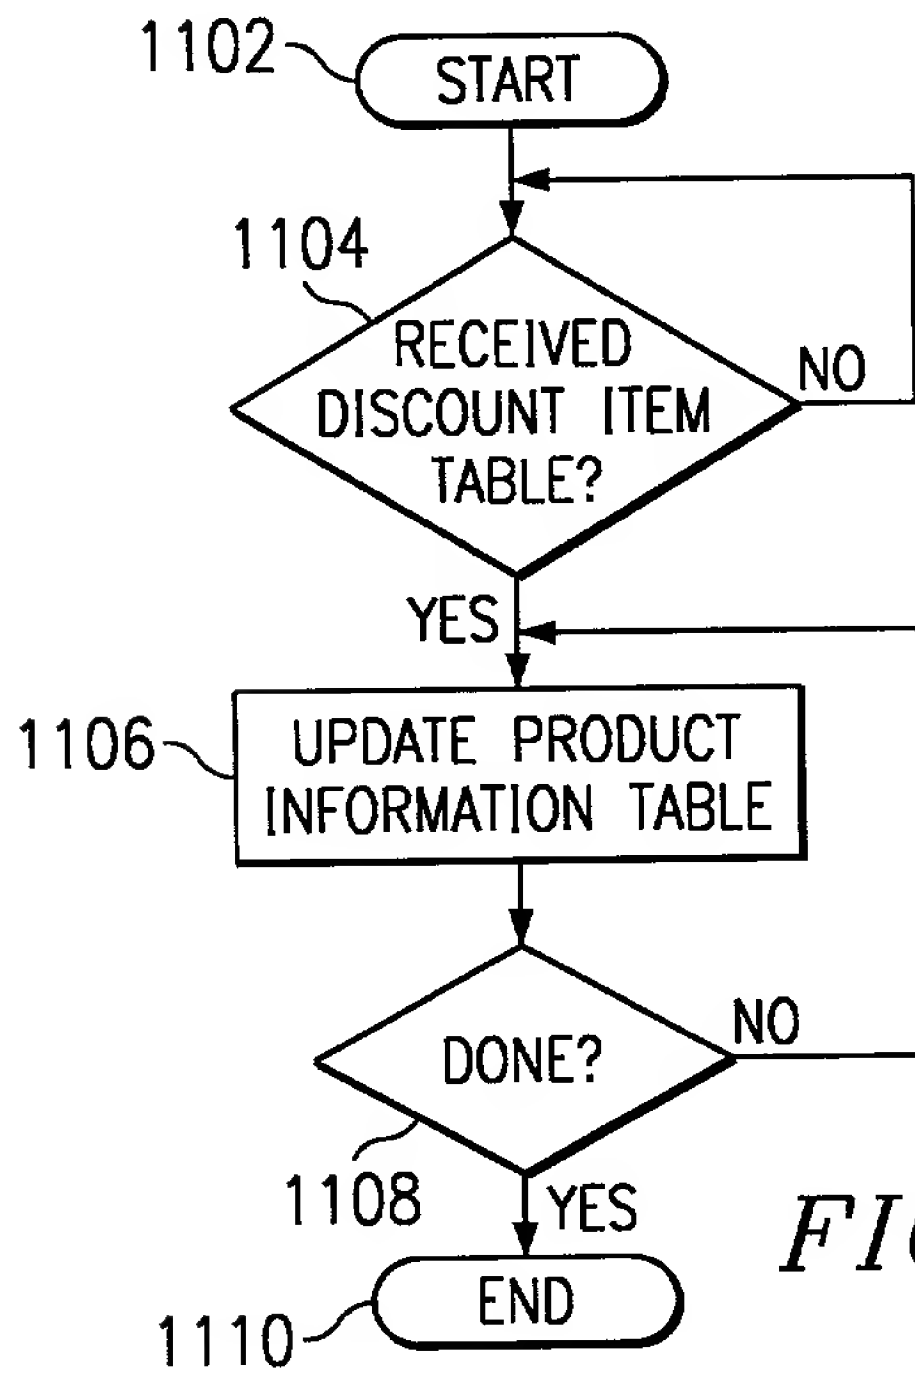 1102
START
1104
RECEIVED
DISCOUNT ITEM
TABLE?
NO
YES
1106
UPDATE PRODUCT
INFORMATION TABLE
DONE?
NO
1108
YES
END
1110